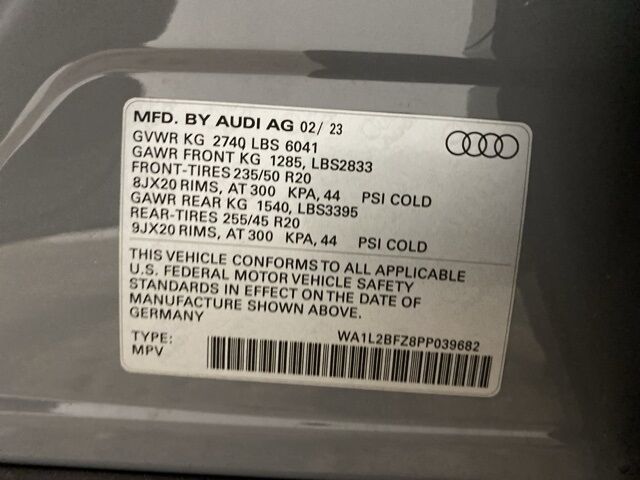 MFD. BY AUDI AG 02/ 23
GVWR KG 2740 LBS 6041
GAWR FRONT KG 1285, LBS2833
FRONT-TIRES 235/50 R20
8JX20 RIMS, AT 300 KPA, 44 PSI COLD
GAWR REAR KG 1540, LBS3395
REAR-TIRES 255/45 R20
9JX20 RIMS, AT 300 KPA, 44 PSI COLD
THIS VEHICLE CONFORMS TO ALL APPLICABLE
U.S. FEDERAL MOTOR VEHICLE SAFETY
STANDARDS IN EFFECT ON THE DATE OF
MANUFACTURE SHOWN ABOVE.
GERMANY
WA1L2BFZ8PP039682
TYPE:
MPV